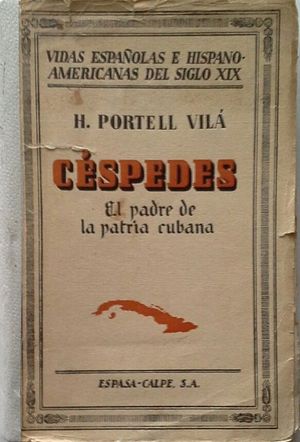 VIDAS ESPAÑOLAS E HISPANO-
AMERICANAS DEL SIGLO XIX
H. PORTELL VILÁ
CÉSPEDES
El padre de
la patria cubana
ESPASA-CALPE, S.A.